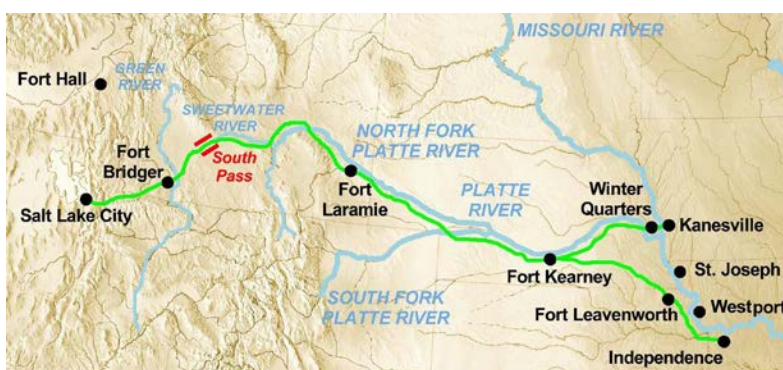 MISSOURI RIVER
Fort Hall
GREEN
RIVER
SWEETWATER
RIVER
NORTH FORK
PLATTE RIVER
Fort
Bridger
South
Pass
Fort
Laramie
PLATTE
RIVER
Winter
Quarters
Kanesville
Salt Lake City
Fort Kearney
St. Joseph
SOUTH FORK
PLATTE RIVER
Fort Leavenworth
Westport
Independence